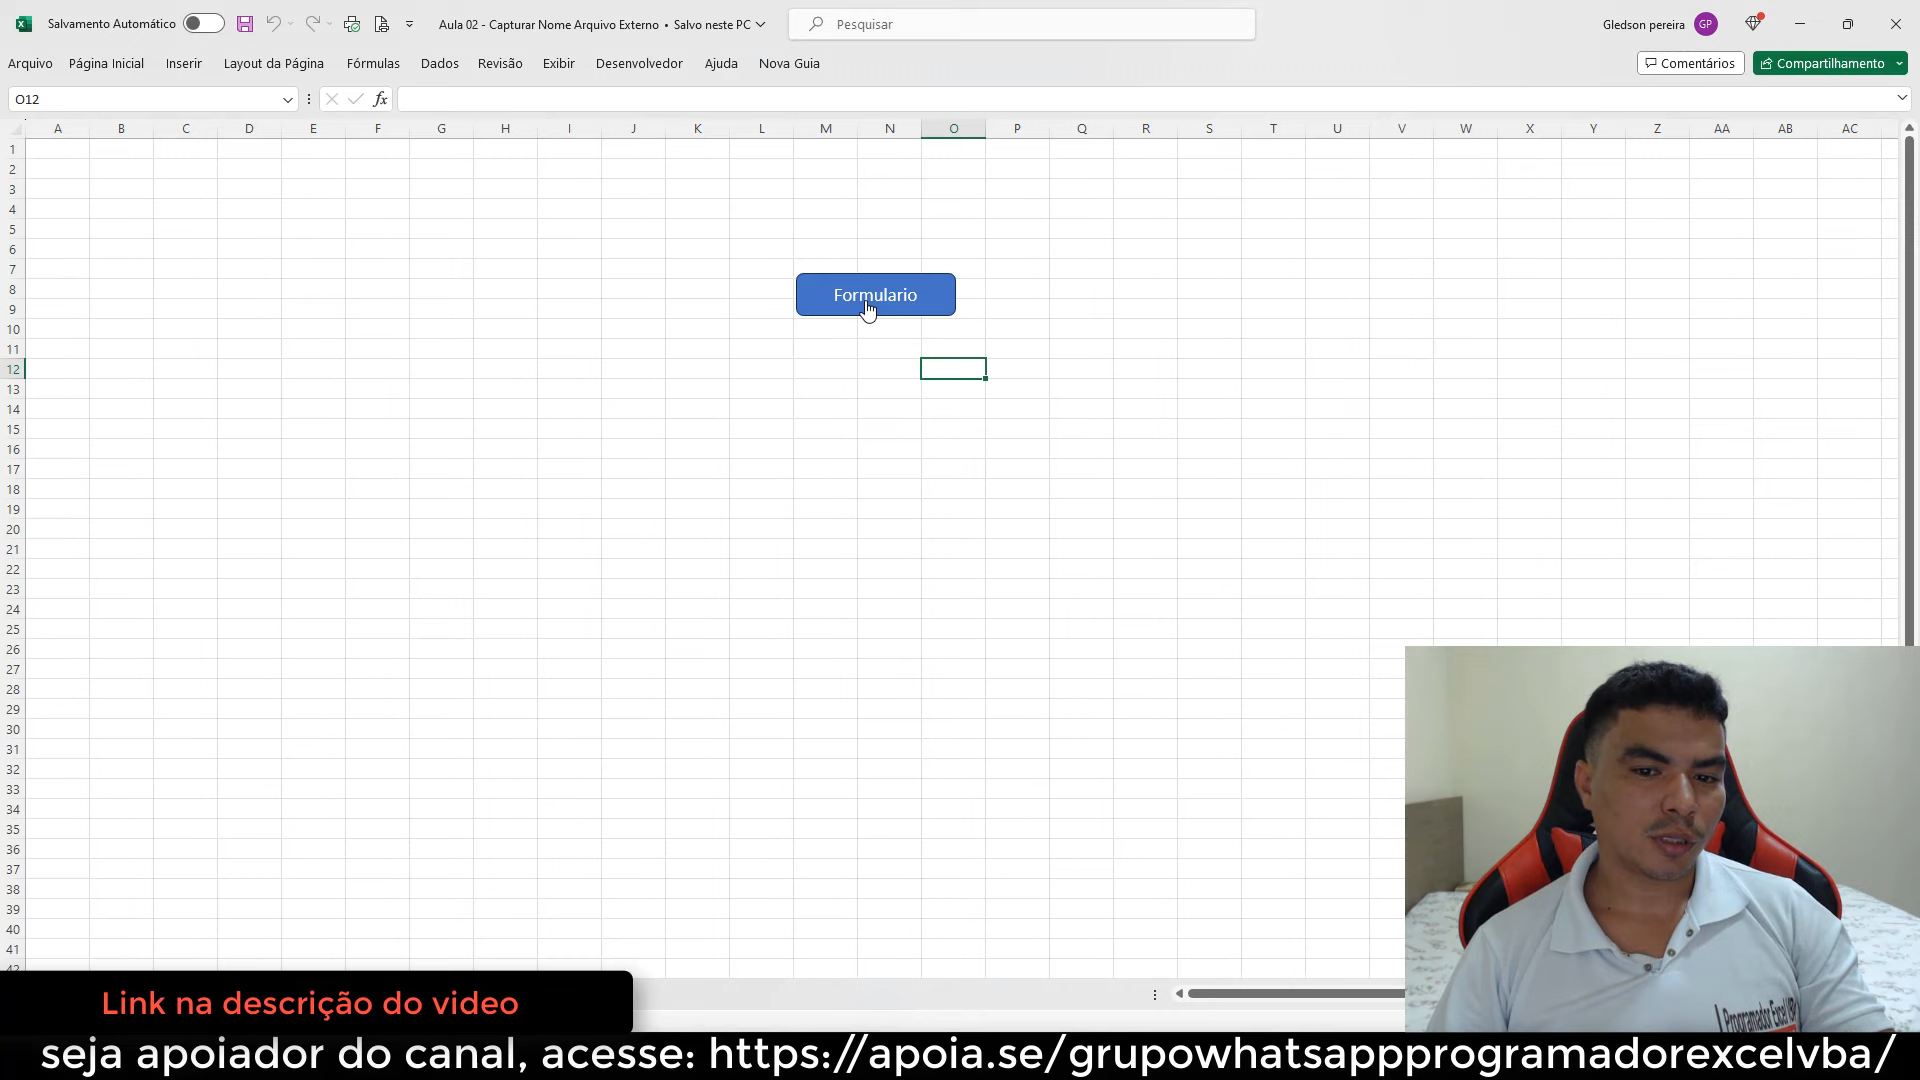 Salvamento Automático
Aula 02 - Capturar Nome Arquivo Externo • Salvo neste PC
Pesquisar
Gledson pereira
GP
Arquivo Página Inicial Inserir Layout da Página Fórmulas Dados Revisão Exibir Desenvolvedor Ajuda Nova Guia
Comentários
Compartilhamento
O12
fx
A B C D E F G H I J K L M N O P Q R S T U V W X Y Z AA AB AC
1
2
3
4
5
6
7
8
9
10
11
12
13
14
15
16
17
18
19
20
21
22
23
24
25
26
27
28
29
30
31
32
33
34
35
36
37
38
39
40
41
42
Formulario
Programador Excel VBA
Link na descrição do video
seja apoiador do canal, acesse: https://apoia.se/grupowhatsappprogramadorexcelvba/